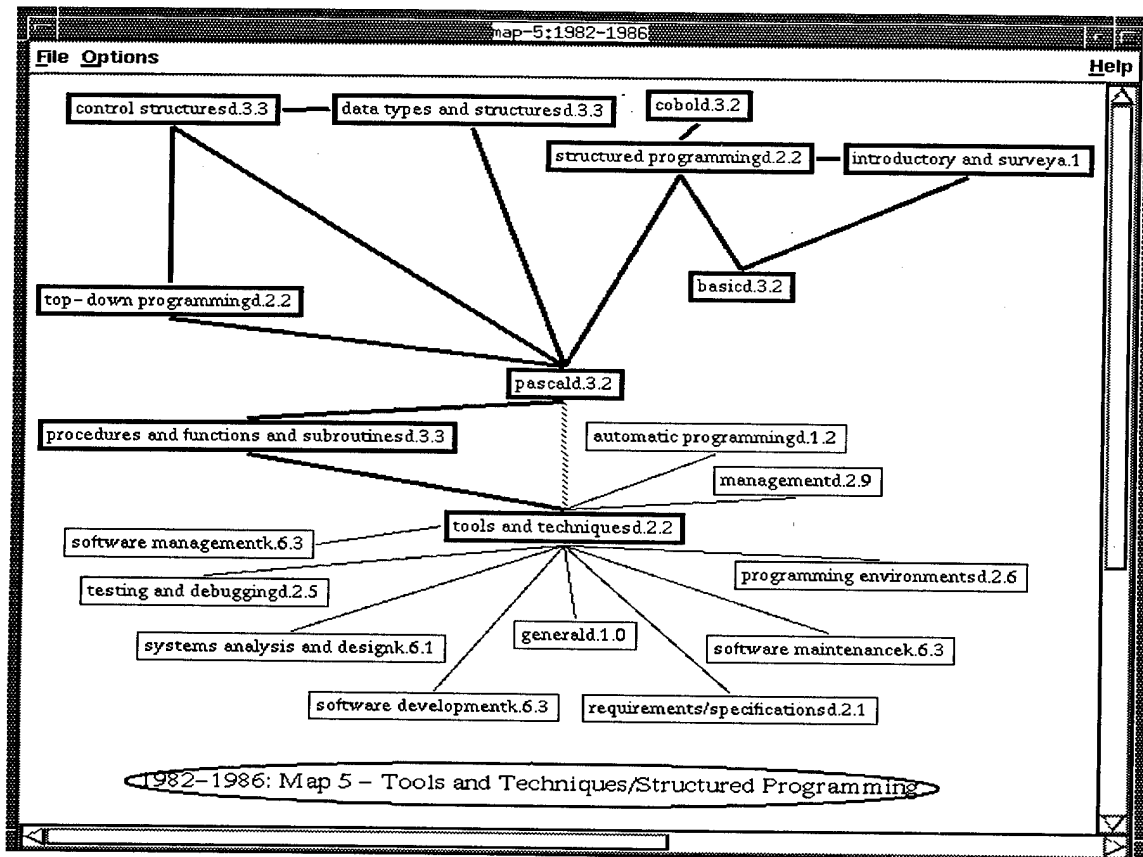 map-5:1982-1986
File Options
Help
control structuresd.3.3
data types and structuresd.3.3
cobold.3.2
structured programmingd.2.2
introductory and surveya.1
top-down programmingd.2.2
basicd.3.2
pascald.3.2
procedures and functions and subroutinesd.3.3
automatic programmingd.1.2
managementd.2.9
tools and techniquesd.2.2
software managementk.6.3
testing and debuggingd.2.5
programming environmentsd.2.6
systems analysis and designk.6.1
generald.1.0
software maintenancek.6.3
software developmentk.6.3
requirements/specificationsd.2.1
1982-1986: Map 5 - Tools and Techniques/Structured Programming